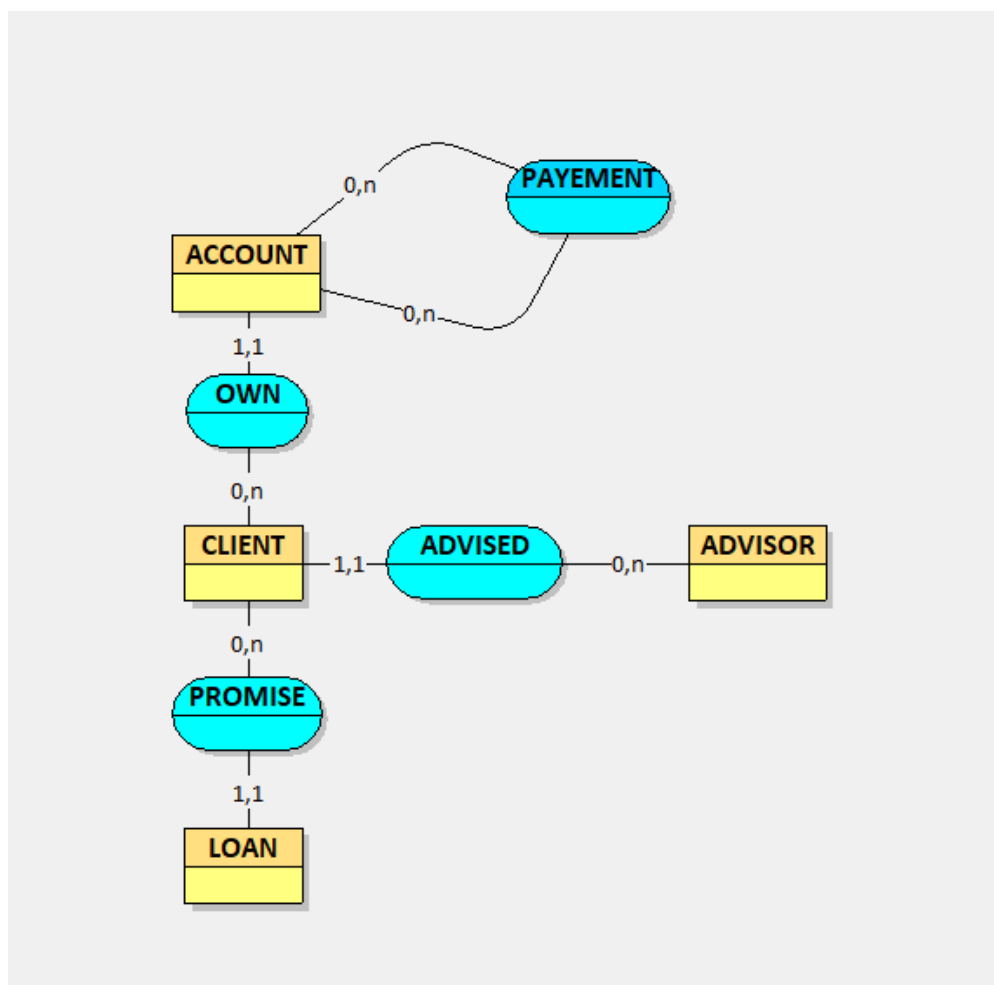 PAYEMENT
0,n
ACCOUNT
0,n
1,1
OWN
0,n
CLIENT
1,1
ADVISED
0,n
ADVISOR
0,n
PROMISE
1,1
LOAN